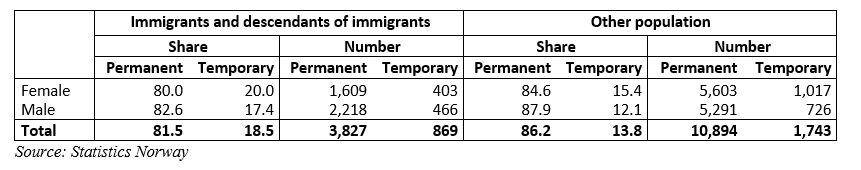 Immigrants and descendants of immigrants Other population
Share Number Share Number
Permanent Temporary Permanent Temporary Permanent Temporary Permanent Temporary
Female 80.0 20.0 1,609 403 84.6 15.4 5,603 1,017
Male 82.6 17.4 2,218 466 87.9 12.1 5,291 726
Total 81.5 18.5 3,827 869 86.2 13.8 10,894 1,743
Source: Statistics Norway